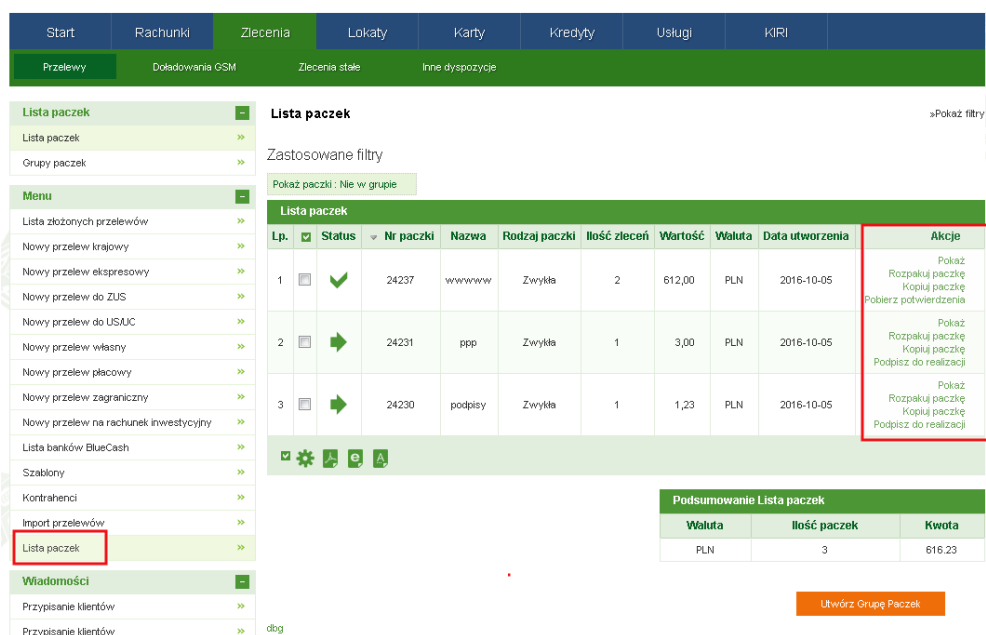 Start Rachunki Zlecenia Lokaty Karty Kredyty Usługi KIRI
Przelewy Doładowania GSM Zlecenia stałe Inne dyspozycje
Lista paczek
Lista paczek
Grupy paczek
Menu
Lista złożonych przelewów
Nowy przelew krajowy
Nowy przelew ekspresowy
Nowy przelew do ZUS
Nowy przelew do US/UC
Nowy przelew własny
Nowy przelew płacowy
Nowy przelew zagraniczny
Nowy przelew na rachunek inwestycyjny
Lista banków BlueCash
Szablony
Kontrahenci
Import przelewów
Lista paczek
Wiadomości
Przypisanie klientów
Przypisanie klientów
Lista paczek
»Pokaż filtry
Zastosowane filtry
Pokaż paczki : Nie w grupie
Lista paczek
Lp. Status Nr paczki Nazwa Rodzaj paczki Ilość zleceń Wartość Waluta Data utworzenia Akcje
1 24237 wwwww Zwykła 2 612,00 PLN 2016-10-05
Pokaż
Rozpakuj paczkę
Kopiuj paczkę
Pobierz potwierdzenia
2 24231 ppp Zwykła 1 3,00 PLN 2016-10-05
Pokaż
Rozpakuj paczkę
Kopiuj paczkę
Podpisz do realizacji
3 24230 podpisy Zwykła 1 1,23 PLN 2016-10-05
Pokaż
Rozpakuj paczkę
Kopiuj paczkę
Podpisz do realizacji
Podsumowanie Lista paczek
Waluta Ilość paczek Kwota
PLN 3 616.23
Utwórz Grupę Paczek
dbg